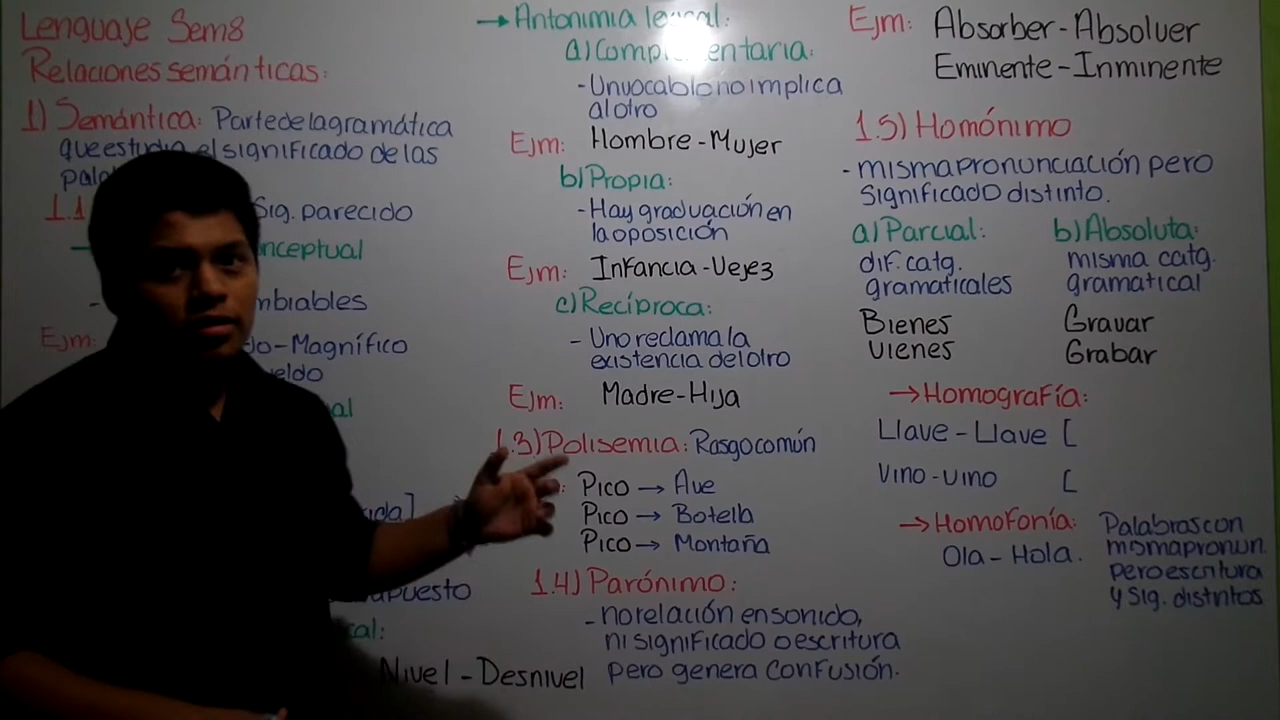 Lenguaje Sem8
Relaciones semánticas:
1) Semántica: Parte de la gramática
que estudia el significado de las
1.1
Sig. parecido
Ejm:
Magnífico
Nivel - Desnivel
→ Antonimia
a) Complementaria:
- Un vocablo no implica
al otro
Ejm: Hombre - Mujer
b) Propia:
- Hay graduación en
la oposición
Ejm: Infancia - Vejez
c) Recíproca:
- Uno reclama la
existencia del otro
Ejm: Madre - Hija
1.3) Polisemia: Rasgo común
Pico → Ave
Pico → Botella
Pico → Montaña
1.4) Parónimo:
- no relación en sonido,
ni significado o escritura
pero genera confusión.
Ejm: Absorber - Absolver
Eminente - Inminente
1.5) Homónimo
- misma pronunciación pero
significado distinto.
a) Parcial:
dif. catg.
gramaticales
Bienes
vienes
b) Absoluta:
misma catg.
gramatical
Gravar
Grabar
→ Homografía:
Llave - Llave [
Vino - vino [
→ Homofonía: Palabras con
misma pronun.
pero escritura
y sig. distintos
Ola - Hola.